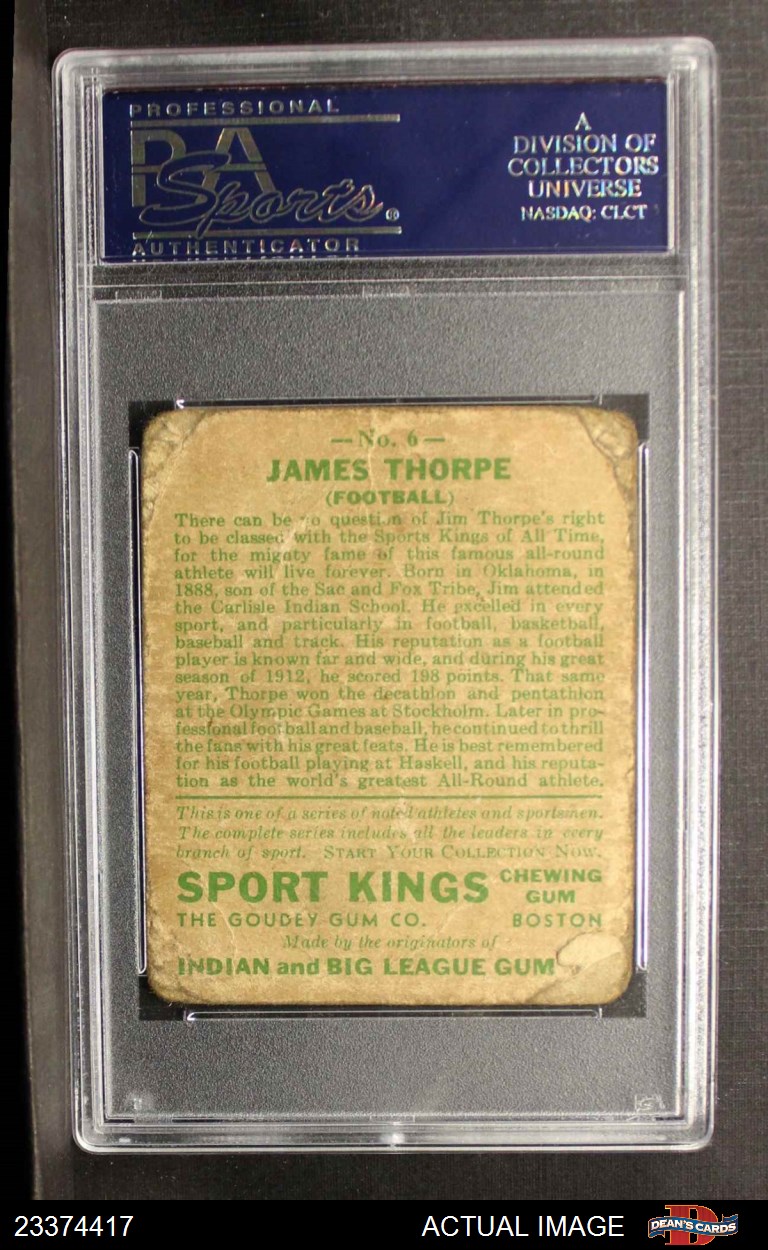 PROFESSIONAL
PSA
Sports®
AUTHENTICATOR
A
DIVISION OF
COLLECTORS
UNIVERSE
NASDAQ: CLCT
—No. 6—
JAMES THORPE
(FOOTBALL)
There can be no question of Jim Thorpe's right
to be classed with the Sports Kings of All Time,
for the mighty fame of this famous all-round
athlete will live forever. Born in Oklahoma, in
1888, son of the Sac and Fox Tribe, Jim attended
the Carlisle Indian School. He excelled in every
sport, and particularly in football, basketball,
baseball and track. His reputation as a football
player is known far and wide, and during his great
season of 1912, he scored 198 points. That same
year, Thorpe won the decathlon and pentathlon
at the Olympic Games at Stockholm. Later in pro-
fessional football and baseball, he continued to thrill
the fans with his great feats. He is best remembered
for his football playing at Haskell, and his reputa-
tion as the world's greatest All-Round athlete.
This is one of a series of noted athletes and sportsmen.
The complete series includes all the leaders in every
branch of sport. START YOUR COLLECTION NOW.
SPORT KINGS CHEWING GUM
THE GOUDEY GUM CO. BOSTON
Made by the originators of
INDIAN and BIG LEAGUE GUM
23374417 ACTUAL IMAGE DEAN'S CARDS